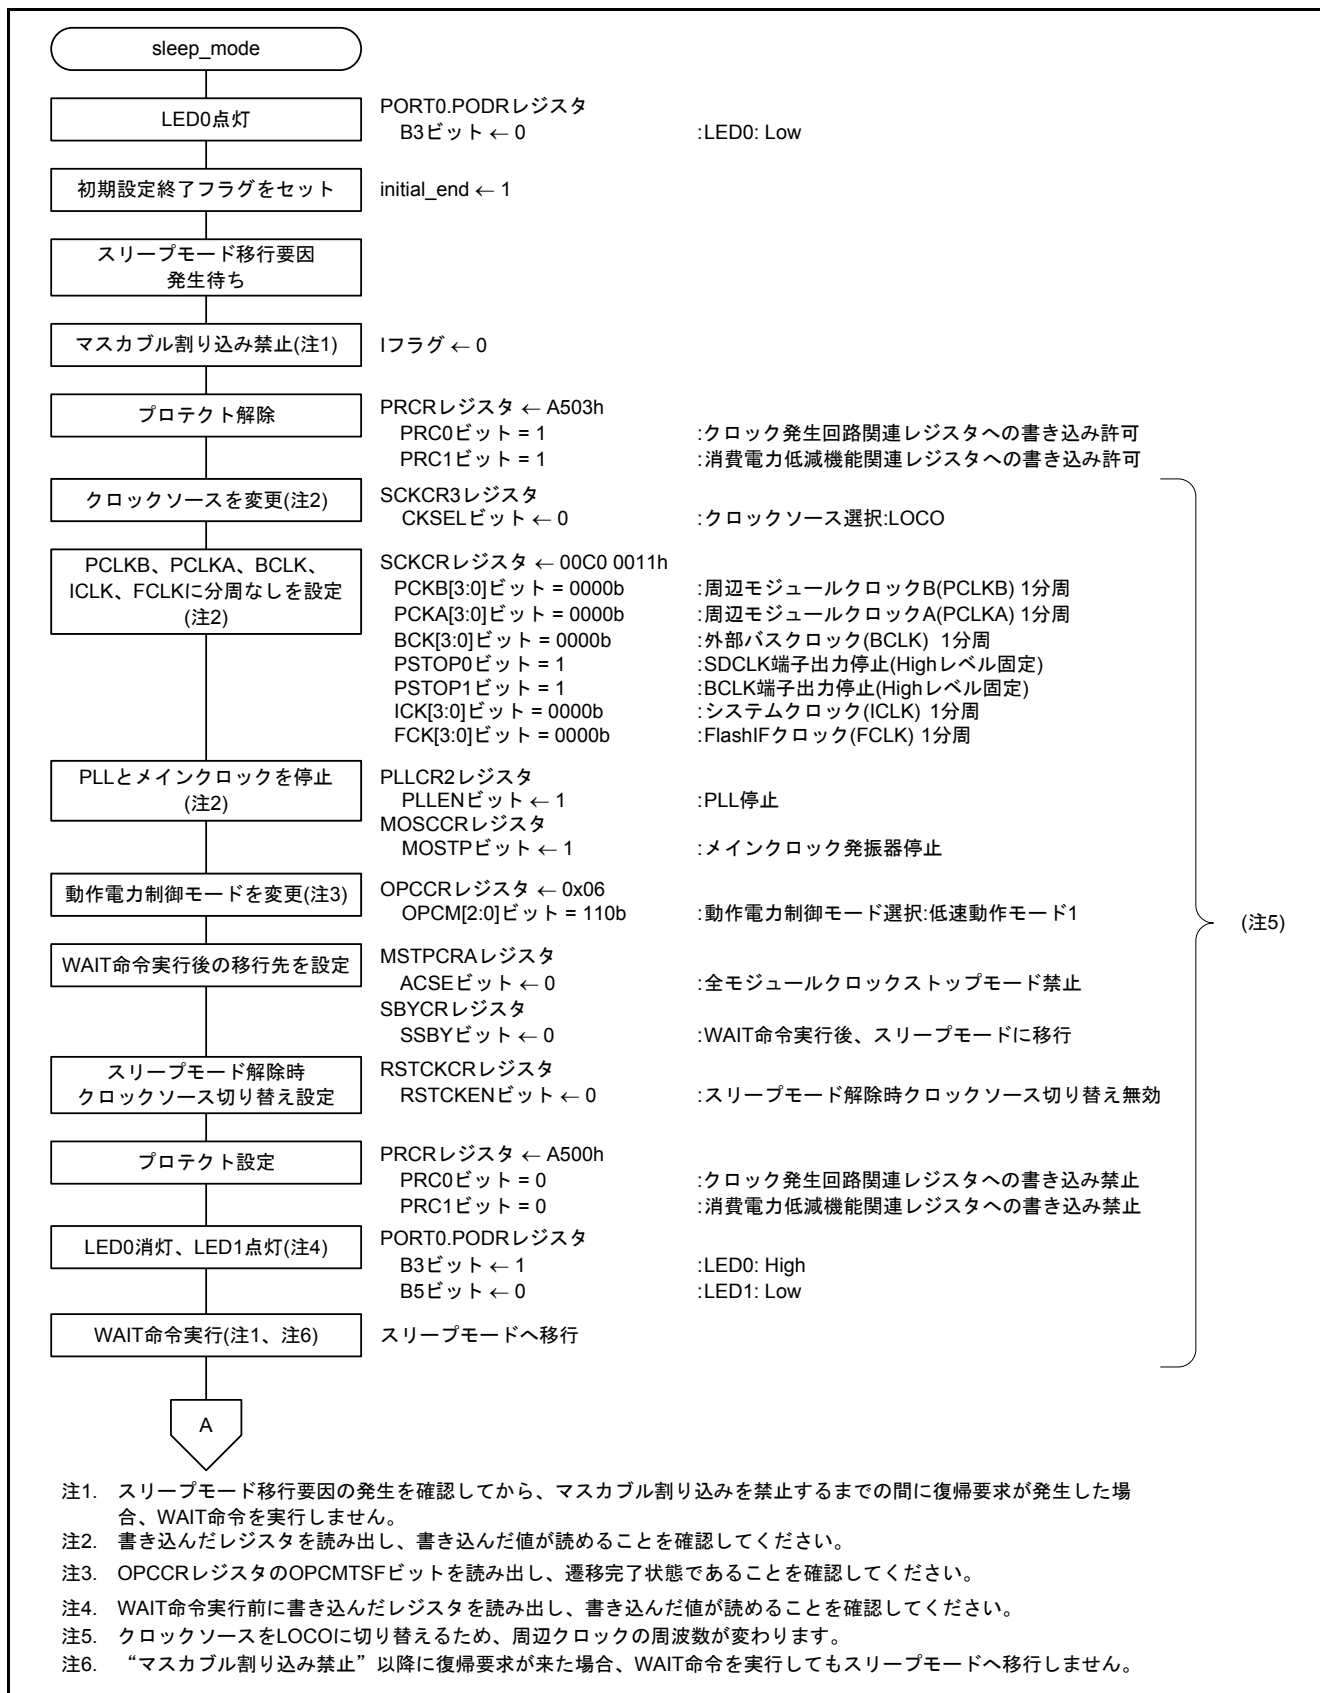 sleep_mode
LED0点灯
PORT0.PODRレジスタ
B3ビット ← 0 :LED0: Low
初期設定終了フラグをセット
initial_end ← 1
スリープモード移行要因
発生待ち
マスカブル割り込み禁止(注1)
Iフラグ ← 0
プロテクト解除
PRCRレジスタ ← A503h
PRC0ビット = 1 :クロック発生回路関連レジスタへの書き込み許可
PRC1ビット = 1 :消費電力低減機能関連レジスタへの書き込み許可
クロックソースを変更(注2)
SCKCR3レジスタ
CKSELビット ← 0 :クロックソース選択:LOCO
PCLKB、PCLKA、BCLK、
ICLK、FCLKに分周なしを設定
(注2)
SCKCRレジスタ ← 00C0 0011h
PCKB[3:0]ビット = 0000b :周辺モジュールクロックB(PCLKB) 1分周
PCKA[3:0]ビット = 0000b :周辺モジュールクロックA(PCLKA) 1分周
BCK[3:0]ビット = 0000b :外部バスクロック(BCLK) 1分周
PSTOP0ビット = 1 :SDCLK端子出力停止(Highレベル固定)
PSTOP1ビット = 1 :BCLK端子出力停止(Highレベル固定)
ICK[3:0]ビット = 0000b :システムクロック(ICLK) 1分周
FCK[3:0]ビット = 0000b :FlashIFクロック(FCLK) 1分周
PLLとメインクロックを停止
(注2)
PLLCR2レジスタ
PLLENビット ← 1 :PLL停止
MOSCCRレジスタ
MOSTPビット ← 1 :メインクロック発振器停止
動作電力制御モードを変更(注3)
OPCCRレジスタ ← 0x06
OPCM[2:0]ビット = 110b :動作電力制御モード選択:低速動作モード1
(注5)
WAIT命令実行後の移行先を設定
MSTPCRAレジスタ
ACSEビット ← 0 :全モジュールクロックストップモード禁止
SBYCRレジスタ
SSBYビット ← 0 :WAIT命令実行後、スリープモードに移行
スリープモード解除時
クロックソース切り替え設定
RSTCKCRレジスタ
RSTCKENビット ← 0 :スリープモード解除時クロックソース切り替え無効
プロテクト設定
PRCRレジスタ ← A500h
PRC0ビット = 0 :クロック発生回路関連レジスタへの書き込み禁止
PRC1ビット = 0 :消費電力低減機能関連レジスタへの書き込み禁止
LED0消灯、LED1点灯(注4)
PORT0.PODRレジスタ
B3ビット ← 1 :LED0: High
B5ビット ← 0 :LED1: Low
WAIT命令実行(注1、注6)
スリープモードへ移行
A
注1. スリープモード移行要因の発生を確認してから、マスカブル割り込みを禁止するまでの間に復帰要求が発生した場
合、WAIT命令を実行しません。
注2. 書き込んだレジスタを読み出し、書き込んだ値が読めることを確認してください。
注3. OPCCRレジスタのOPCMTSFビットを読み出し、遷移完了状態であることを確認してください。
注4. WAIT命令実行前に書き込んだレジスタを読み出し、書き込んだ値が読めることを確認してください。
注5. クロックソースをLOCOに切り替えるため、周辺クロックの周波数が変わります。
注6. “マスカブル割り込み禁止”以降に復帰要求が来た場合、WAIT命令を実行してもスリープモードへ移行しません。